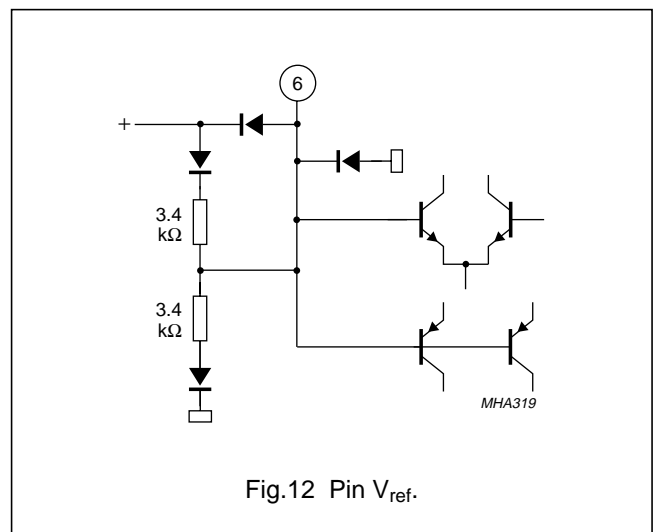 6
+
3.4
kΩ
3.4
kΩ
MHA319
Fig.12 Pin Vref.